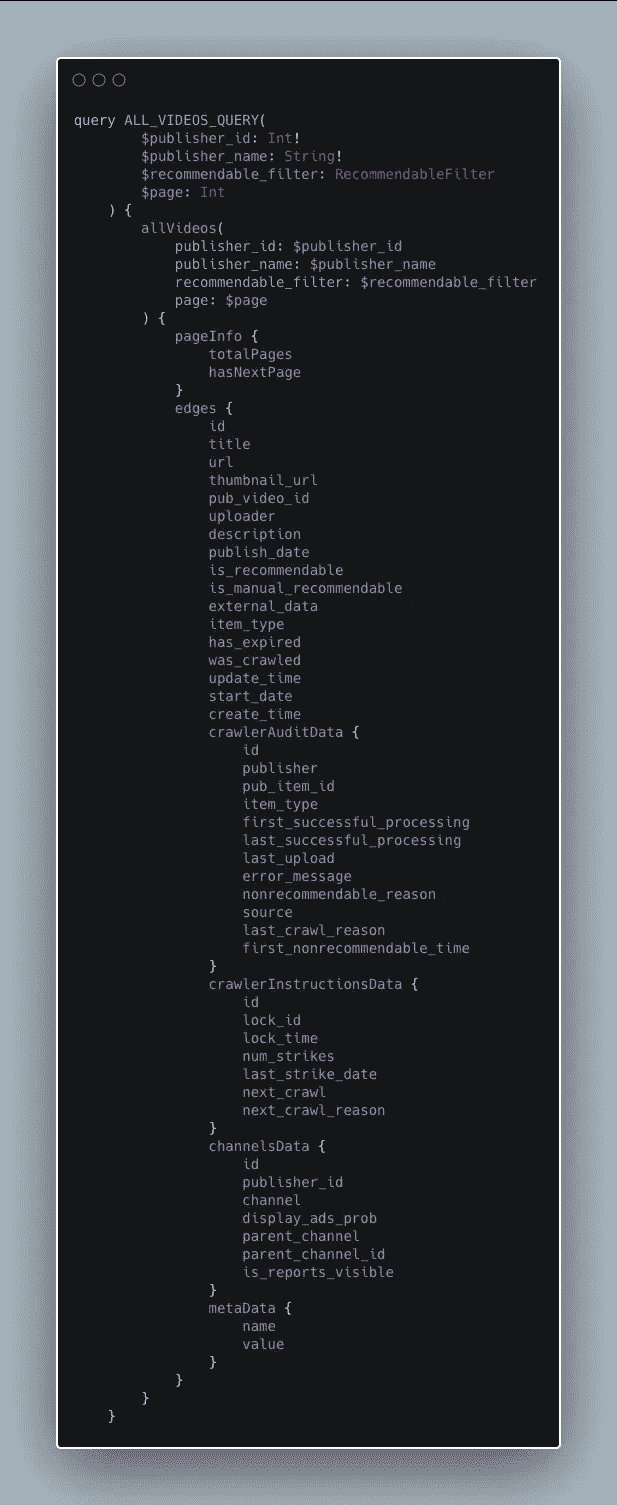 query ALL_VIDEOS_QUERY(
$publisher_id: Int!
$publisher_name: String!
$recommendable_filter: RecommendableFilter
$page: Int
) {
allVideos(
publisher_id: $publisher_id
publisher_name: $publisher_name
recommendable_filter: $recommendable_filter
page: $page
) {
pageInfo {
totalPages
hasNextPage
}
edges {
id
title
url
thumbnail_url
pub_video_id
uploader
description
publish_date
is_recommendable
is_manual_recommendable
external_data
item_type
has_expired
was_crawled
update_time
start_date
create_time
crawlerAuditData {
id
publisher
pub_item_id
item_type
first_successful_processing
last_successful_processing
last_upload
error_message
nonrecommendable_reason
source
last_crawl_reason
first_nonrecommendable_time
}
crawlerInstructionsData {
id
lock_id
lock_time
num_strikes
last_strike_date
next_crawl
next_crawl_reason
}
channelsData {
id
publisher_id
channel
display_ads_prob
parent_channel
parent_channel_id
is_reports_visible
}
metaData {
name
value
}
}
}
}